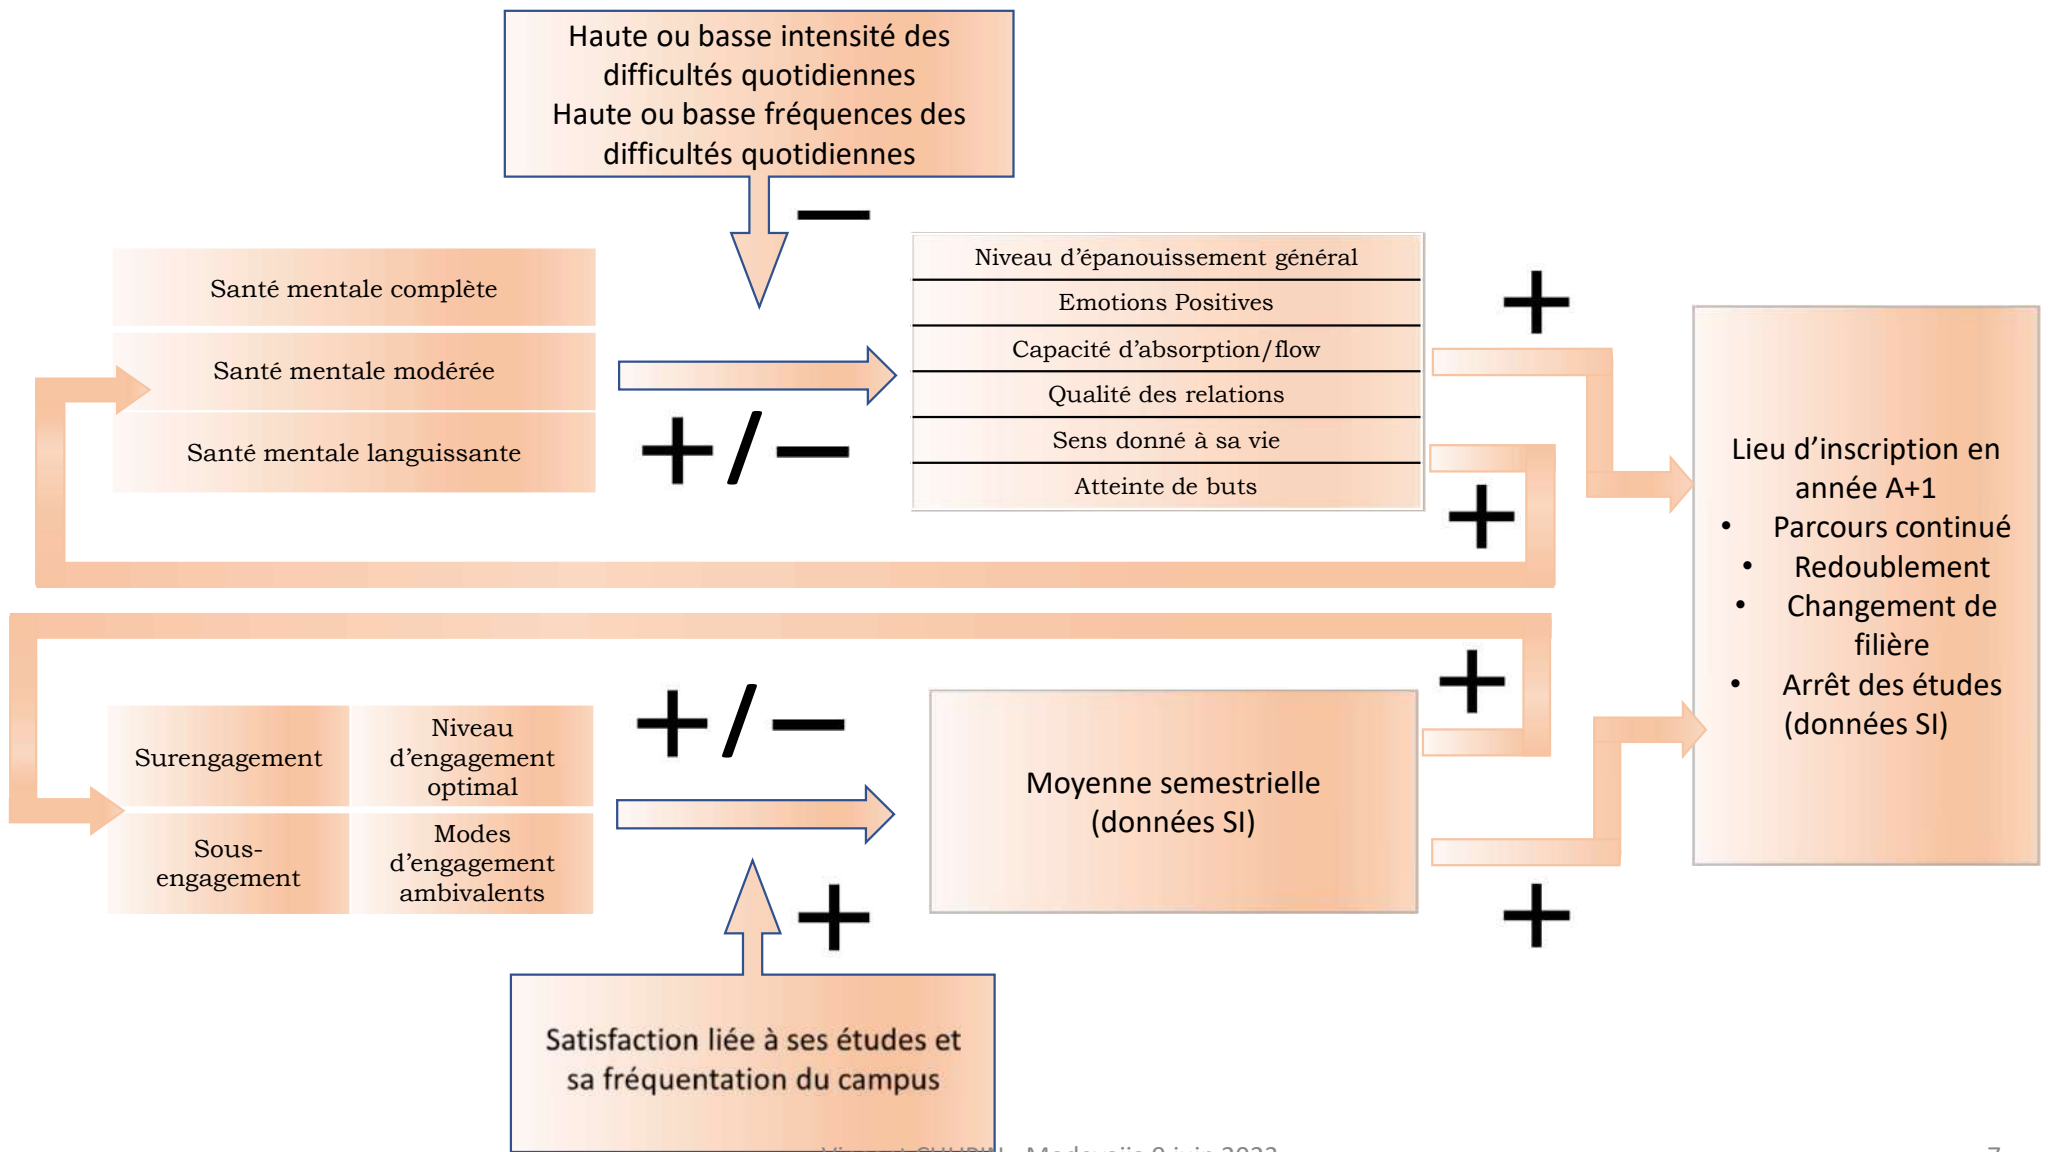 Haute ou basse intensité des
difficultés quotidiennes
Haute ou basse fréquences des
difficultés quotidiennes
–
Santé mentale complète
Santé mentale modérée
Santé mentale languissante
+/–
Niveau d’épanouissement général
Emotions Positives
Capacité d’absorption/flow
Qualité des relations
Sens donné à sa vie
Atteinte de buts
+
+
Lieu d’inscription en
année A+1
• Parcours continué
• Redoublement
• Changement de
filière
• Arrêt des études
(données SI)
Surengagement
Niveau
d’engagement
optimal
Sous-
engagement
Modes
d’engagement
ambivalents
+/–
+
Moyenne semestrielle
(données SI)
+
+
Satisfaction liée à ses études et
sa fréquentation du campus
juin 2023
7